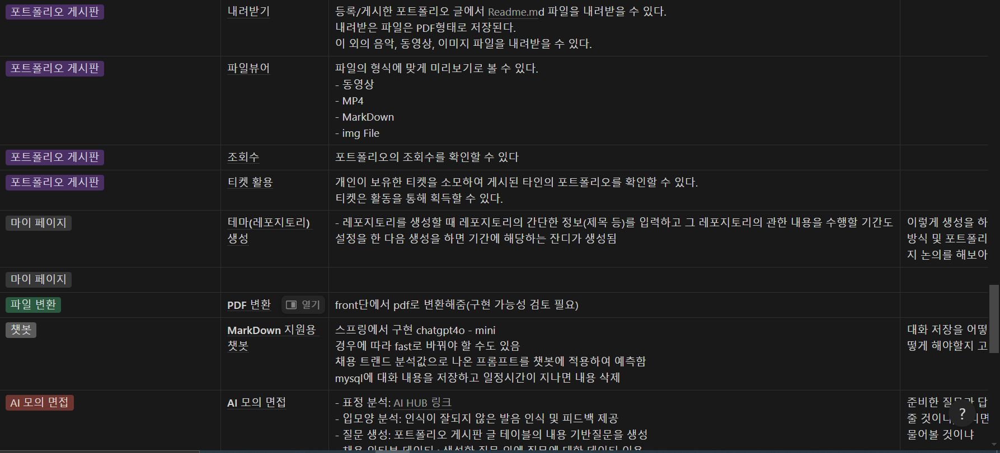 포트폴리오 게시판
내려받기
등록/게시한 포트폴리오 글에서 Readme.md 파일을 내려받을 수 있다.
내려받은 파일은 PDF형태로 저장된다.
이 외의 음악, 동영상, 이미지 파일을 내려받을 수 있다.
포트폴리오 게시판
파일뷰어
파일의 형식에 맞게 미리보기로 볼 수 있다.
- 동영상
- MP4
- MarkDown
- img File
포트폴리오 게시판
조회수
포트폴리오의 조회수를 확인할 수 있다
포트폴리오 게시판
티켓 활용
개인이 보유한 티켓을 소모하여 게시된 타인의 포트폴리오를 확인할 수 있다.
티켓은 활동을 통해 획득할 수 있다.
마이 페이지
테마(레포지토리)
생성
- 레포지토리를 생성할 때 레포지토리의 간단한 정보(제목 등)를 입력하고 그 레포지토리의 관한 내용을 수행할 기간도
설정을 한 다음 생성을 하면 기간에 해당하는 잔디가 생성됨
이렇게 생성을 하
방식 및 포트폴리
지 논의를 해보아
마이 페이지
파일 변환
PDF 변환
열기
front단에서 pdf로 변환해줌(구현 가능성 검토 필요)
챗봇
MarkDown 지원용
챗봇
스프링에서 구현 chatgpt4o - mini
경우에 따라 fast로 바꿔야 할 수도 있음
채용 트랜드 분석값으로 나온 프롬프트를 챗봇에 적용하여 예측함
mysql에 대화 내용을 저장하고 일정시간이 지나면 내용 삭제
대화 저장을 어떻
떻게 해야할지 고
AI 모의 면접
AI 모의 면접
- 표정 분석: AI HUB 링크
- 입모양 분석: 인식이 잘되지 않은 발음 인식 및 피드백 제공
- 질문 생성: 포트폴리오 게시판 글 테이블의 내용 기반질문을 생성
준비한 답
줄 것이냐
물어볼 것이냐
?